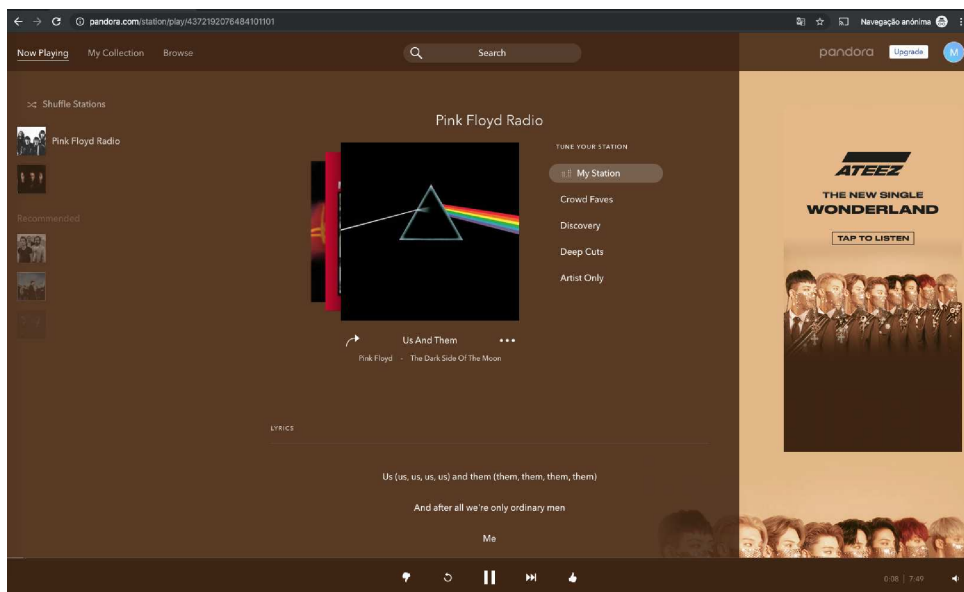 pandora.com/station/play/4372192076484101101
Navegação anónima
Now Playing My Collection Browse
Search
pandora
Upgrade
M
Shuffle Stations
Pink Floyd Radio
Recommended
Pink Floyd Radio
TUNE YOUR STATION
My Station
Crowd Faves
Discovery
Deep Cuts
Artist Only
Us And Them
Pink Floyd - The Dark Side Of The Moon
LYRICS
Us (us, us, us, us) and them (them, them, them, them)
And after all we're only ordinary men
Me
ATEEZ
THE NEW SINGLE
WONDERLAND
TAP TO LISTEN
0:08 | 7:49